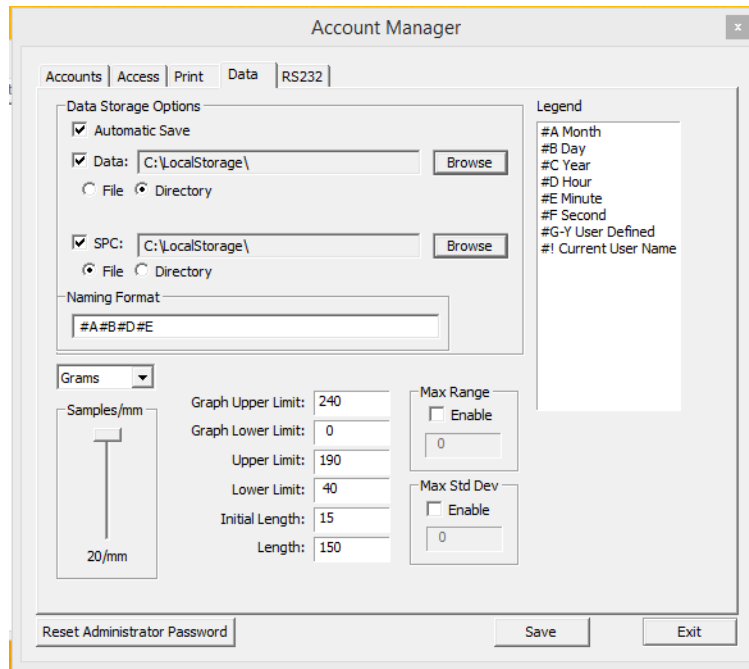 Account Manager
x
Accounts Access Print Data RS232
Data Storage Options
Automatic Save
Data: C:\LocalStorage\ Browse
File Directory
SPC: C:\LocalStorage\ Browse
File Directory
Naming Format
#A#B#D#E
Legend
#A Month
#B Day
#C Year
#D Hour
#E Minute
#F Second
#G-Y User Defined
#! Current User Name
Grams
Samples/mm
20/mm
Graph Upper Limit: 240
Graph Lower Limit: 0
Upper Limit: 190
Lower Limit: 40
Initial Length: 15
Length: 150
Max Range
Enable
0
Max Std Dev
Enable
0
Reset Administrator Password Save Exit